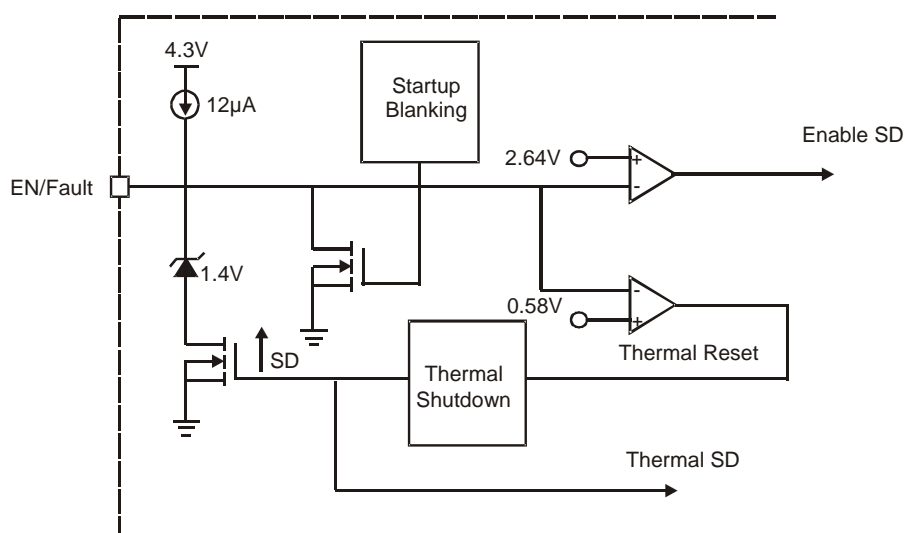 4.3V
12µA
Startup
Blanking
Enable SD
2.64V
+
-
EN/Fault
1.4V
-
0.58V
+
SD
Thermal
Shutdown
Thermal Reset
Thermal SD